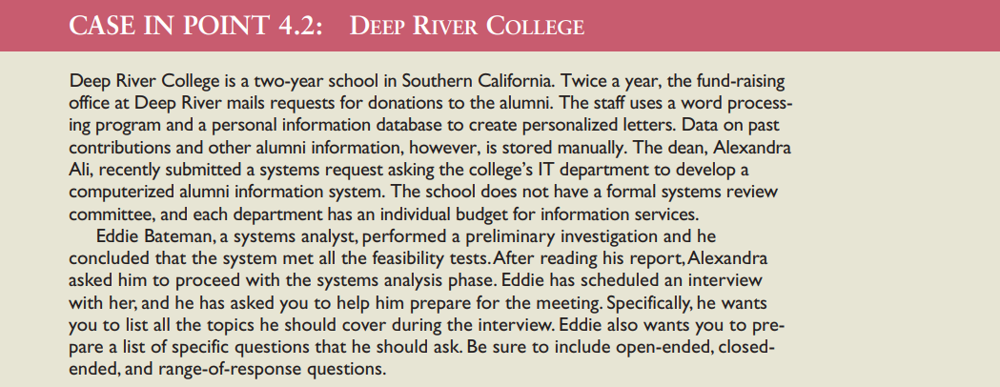 CASE IN POINT 4.2: DEEP RIVER COLLEGE
Deep River College is a two-year school in Southern California. Twice a year, the fund-raising
office at Deep River mails requests for donations to the alumni. The staff uses a word process-
ing program and a personal information database to create personalized letters. Data on past
contributions and other alumni information, however, is stored manually. The dean, Alexandra
Ali, recently submitted a systems request asking the college's IT department to develop a
computerized alumni information system. The school does not have a formal systems review
committee, and each department has an individual budget for information services.
Eddie Bateman, a systems analyst, performed a preliminary investigation and he
concluded that the system met all the feasibility tests. After reading his report, Alexandra
asked him to proceed with the systems analysis phase. Eddie has scheduled an interview
with her, and he has asked you to help him prepare for the meeting. Specifically, he wants
you to list all the topics he should cover during the interview. Eddie also wants you to pre-
pare a list of specific questions that he should ask. Be sure to include open-ended, closed-
ended, and range-of-response questions.